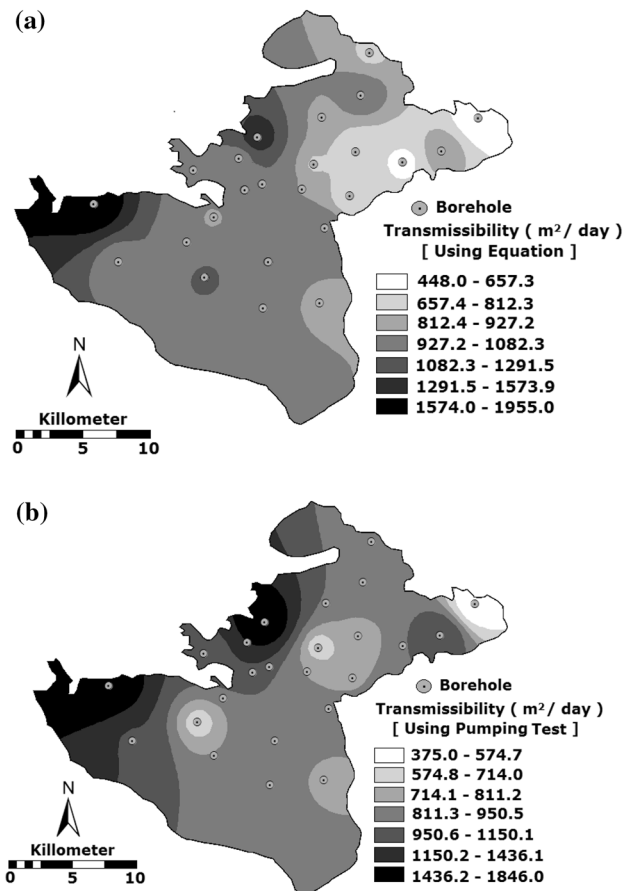 (a)
Borehole
Transmissibility ( m²/ day )
[ Using Equation ]
448.0 - 657.3
657.4 - 812.3
812.4 - 927.2
927.2 - 1082.3
1082.3 - 1291.5
1291.5 - 1573.9
1574.0 - 1955.0
N
Killometer
0 5 10
(b)
Borehole
Transmissibility ( m²/ day )
[ Using Pumping Test ]
375.0 - 574.7
574.8 - 714.0
714.1 - 811.2
811.3 - 950.5
950.6 - 1150.1
1150.2 - 1436.1
1436.2 - 1846.0
N
Killometer
0 5 10